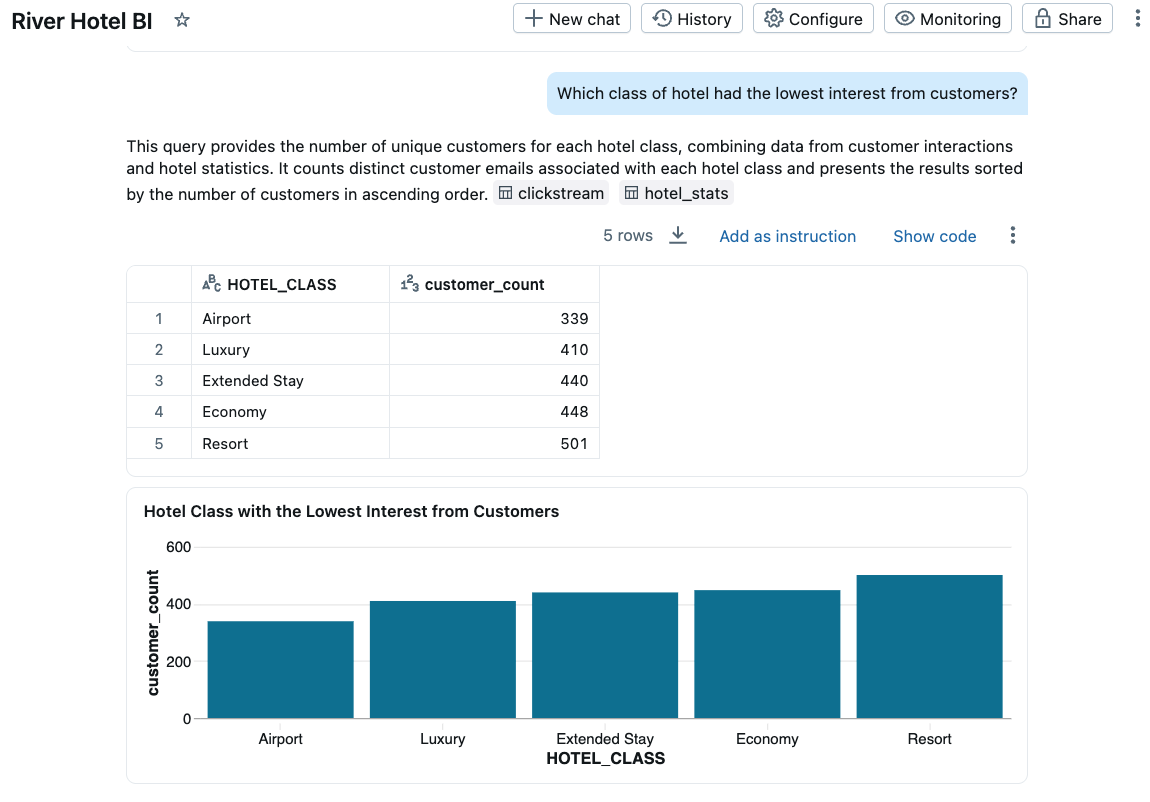 River Hotel BI
New chat
History
Configure
Monitoring
Share
Which class of hotel had the lowest interest from customers?
This query provides the number of unique customers for each hotel class, combining data from customer interactions
and hotel statistics. It counts distinct customer emails associated with each hotel class and presents the results sorted
by the number of customers in ascending order. clickstream hotel_stats
5 rows Add as instruction Show code
ABC HOTEL_CLASS 123 customer_count
1 Airport 339
2 Luxury 410
3 Extended Stay 440
4 Economy 448
5 Resort 501
Hotel Class with the Lowest Interest from Customers
600
400
200
0
customer_count
Airport Luxury Extended Stay Economy Resort
HOTEL_CLASS